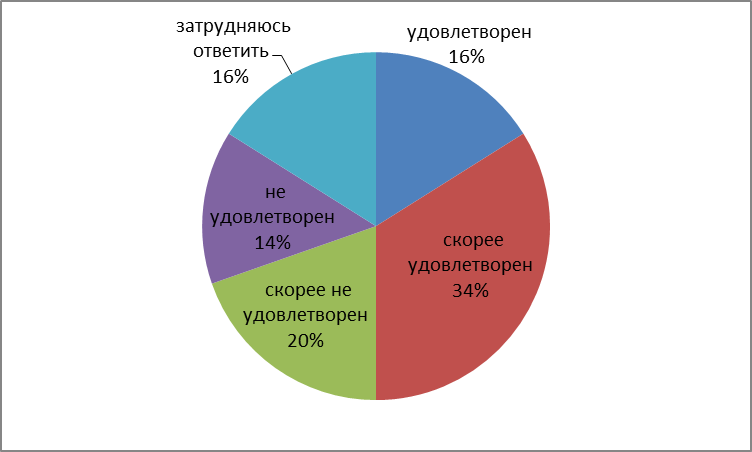 затрудняюсь
ответить
16%
удовлетворен
16%
не
удовлетворен
14%
скорее
удовлетворен
34%
скорее не
удовлетворен
20%